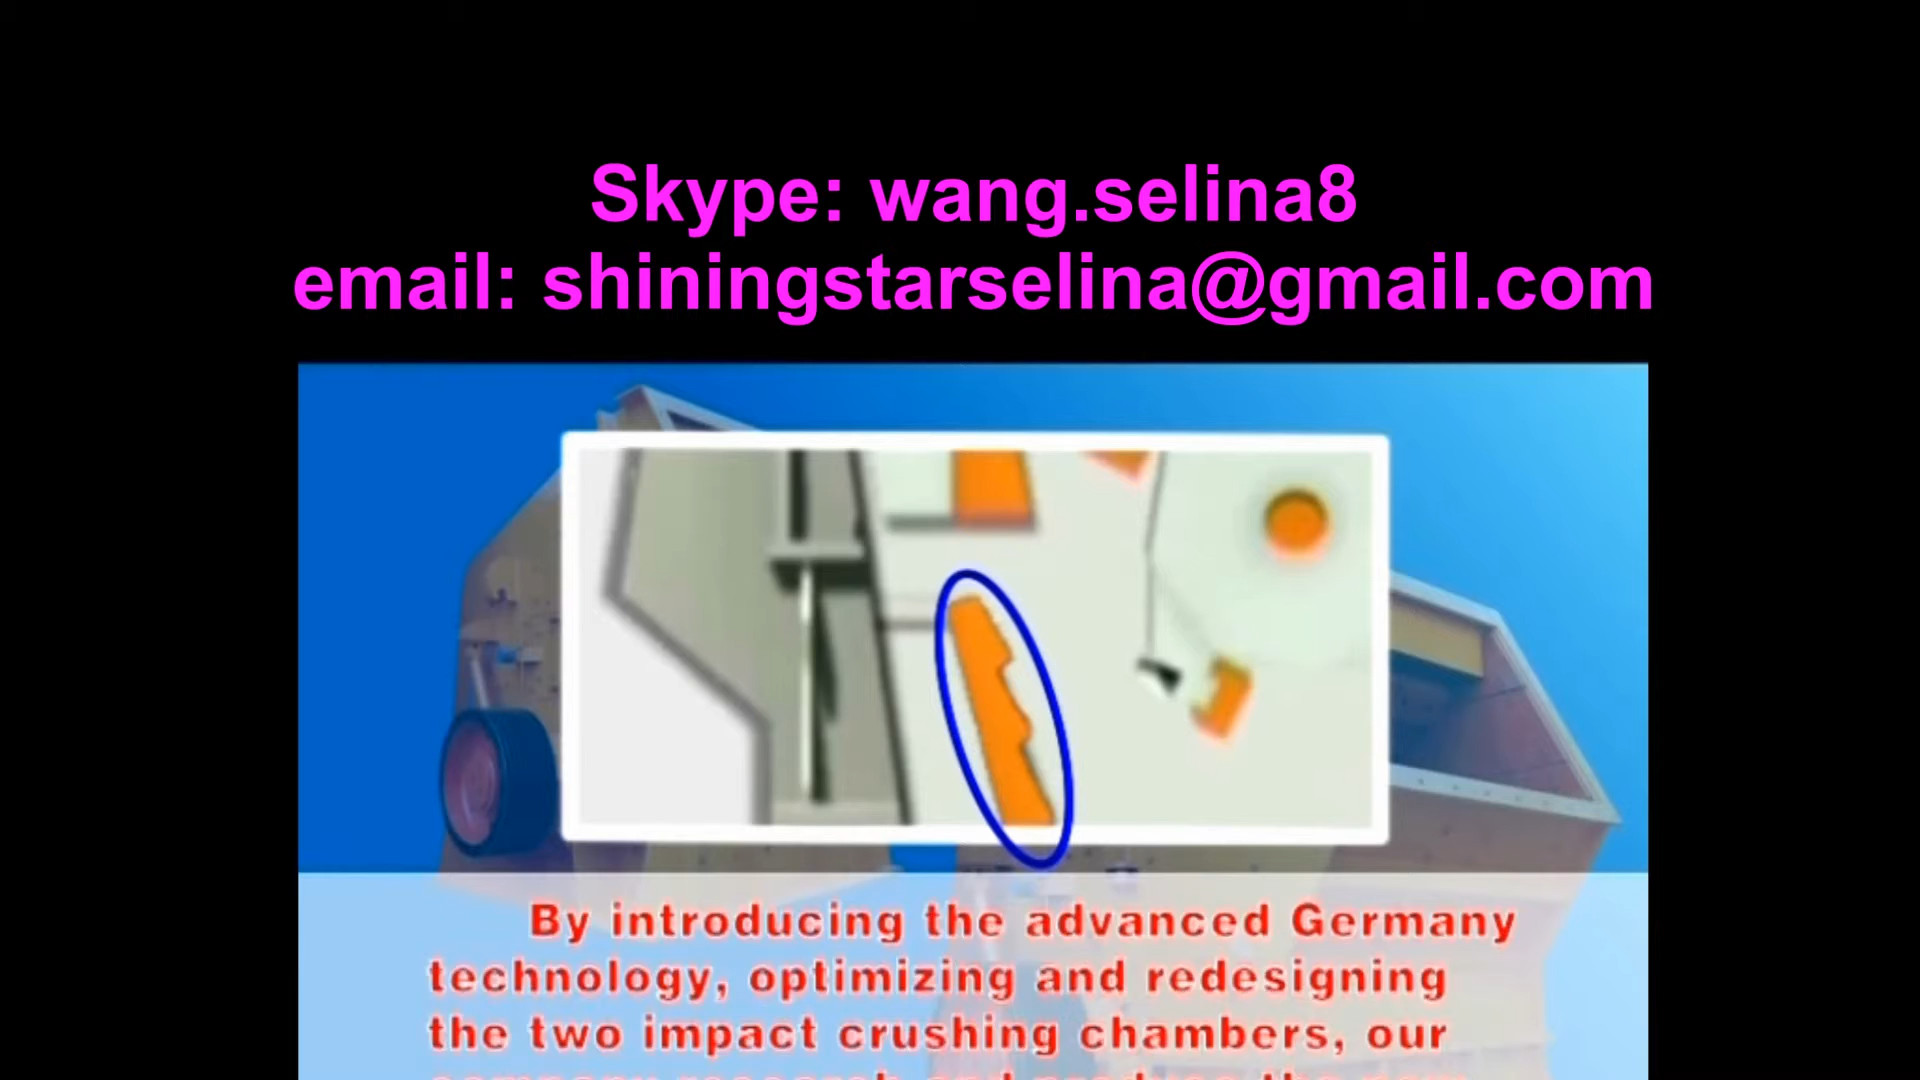 Skype: wang.selina8
email: shiningstarselina@gmail.com
By introducing the advanced Germany
technology, optimizing and redesigning
the two impact crushing chambers, our